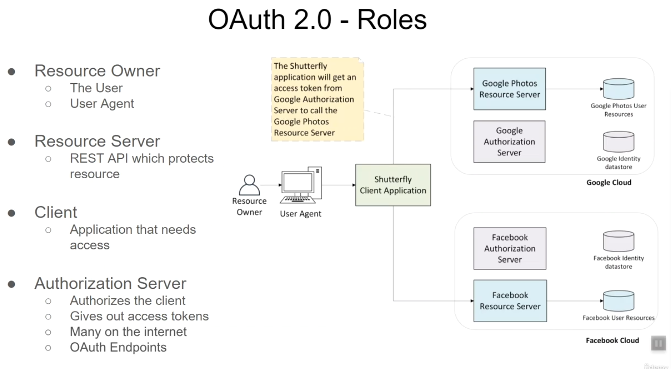 OAuth 2.0 - Roles
● Resource Owner
○ The User
○ User Agent
● Resource Server
○ REST API which protects
resource
● Client
○ Application that needs
access
● Authorization Server
○ Authorizes the client
○ Gives out access tokens
○ Many on the internet
○ OAuth Endpoints
The Shutterfly
application will get an
access token from
Google Authorization
Server to call the
Google Photos
Resource Server
Resource
Owner
User Agent
Shutterfly
Client Application
Google Photos
Resource Server
Google Photos User
Resources
Google
Authorization
Server
Google Identity
datastore
Google Cloud
Facebook
Authorization
Server
Facebook Identity
datastore
Facebook
Resource Server
Facebook User Resources
Facebook Cloud